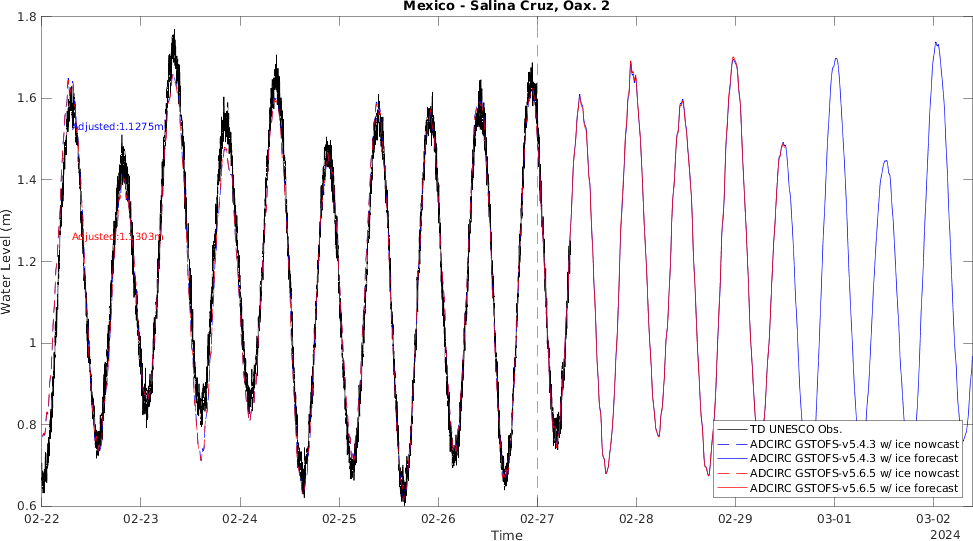 Mexico - Salina Cruz, Oax. 2
Water Level (m)
1.8
1.6
1.4
1.2
1
0.8
0.6
Adjusted:1.1275m
TD UNESCO Obs.
ADCIRC GSTOFS-v5.4.3 w/ ice nowcast
ADCIRC GSTOFS-v5.4.3 w/ ice forecast
ADCIRC GSTOFS-v5.6.5 w/ ice nowcast
ADCIRC GSTOFS-v5.6.5 w/ ice forecast
02-22 02-23 02-24 02-25 02-26 02-27 02-28 02-29 03-01 03-02
Time
2024